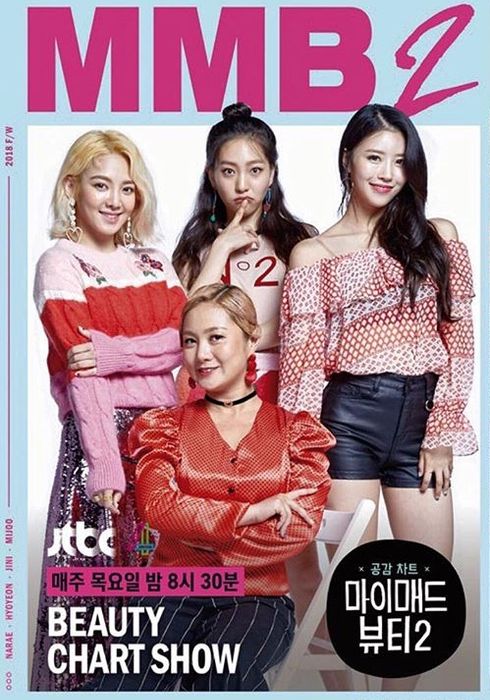 MMB2
2018 F/W
NARAE · HYOYEON · JINI · MIJOO
N°2
jtbc
매주 목요일 밤 8시 30분
BEAUTY
CHART SHOW
× 공감 차트 ×
마이매드
뷰티2